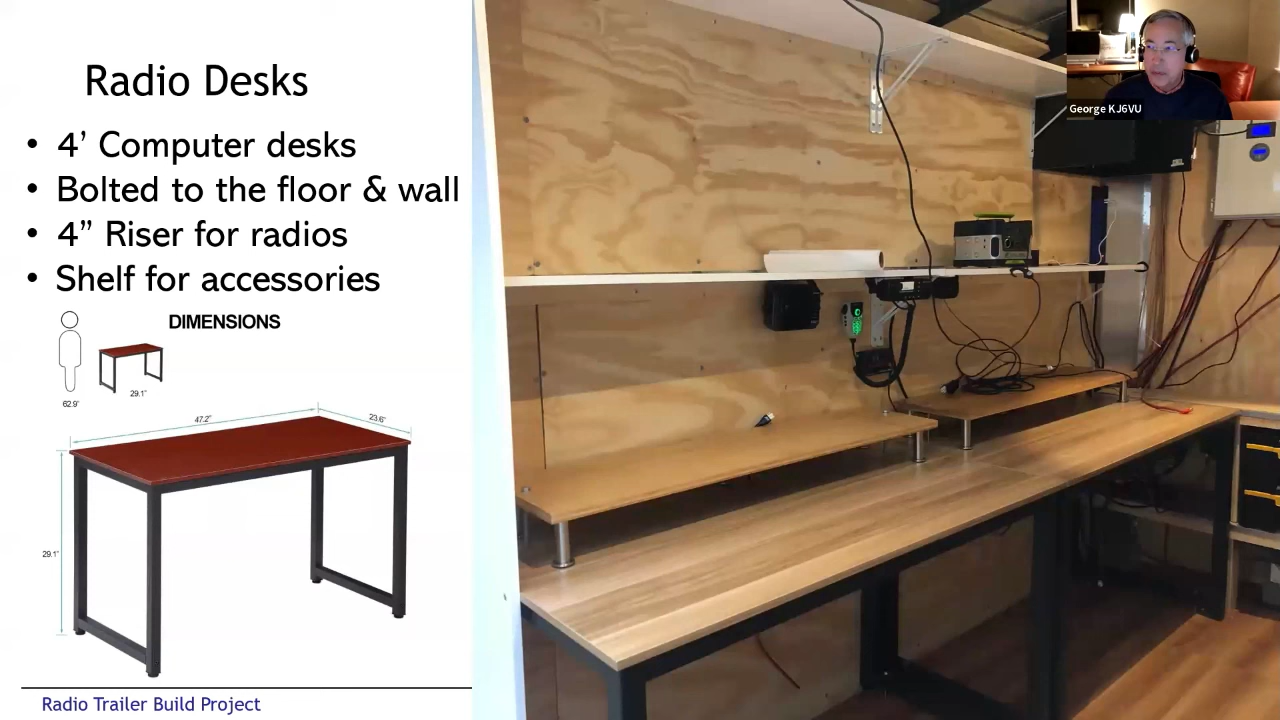 Radio Desks
• 4’ Computer desks
• Bolted to the floor & wall
• 4” Riser for radios
• Shelf for accessories
DIMENSIONS
62.9"
29.1"
47.2"
23.6"
29.1"
Radio Trailer Build Project
George KJ6VU